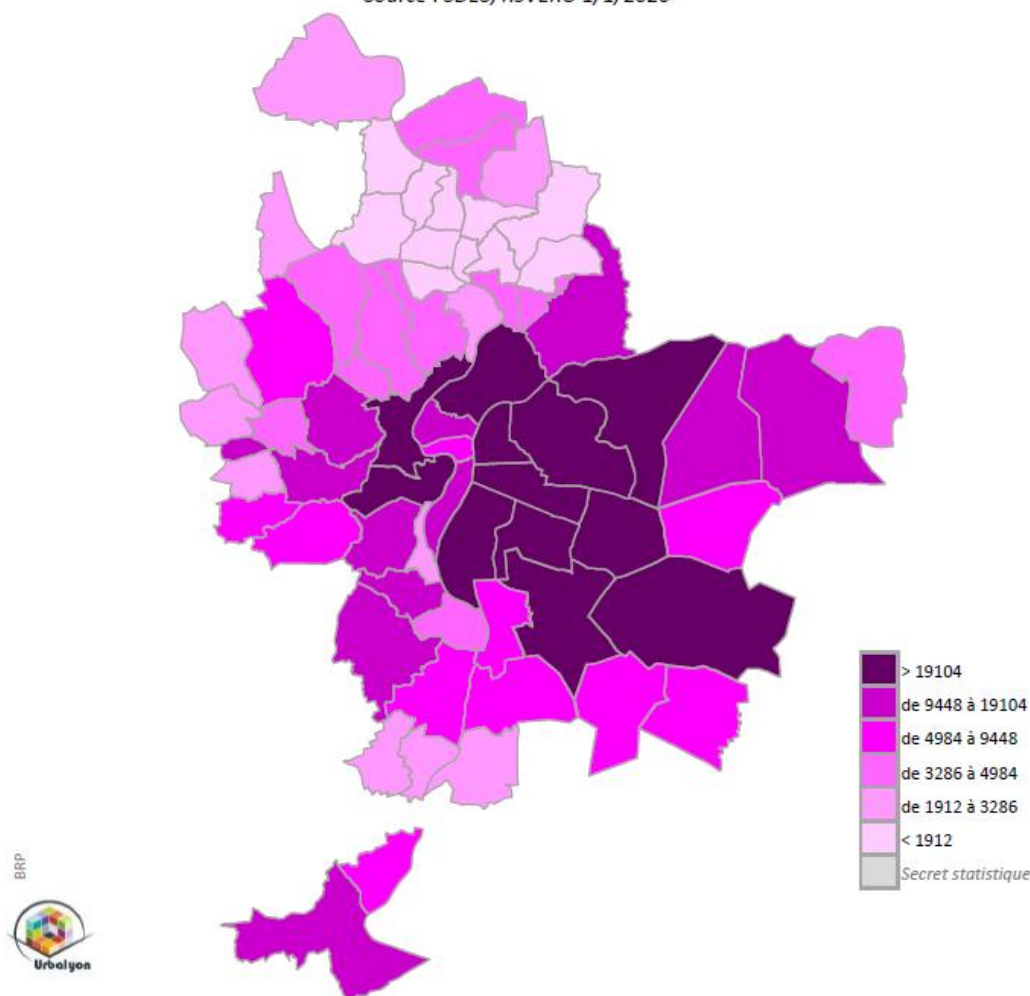 > 19104
de 9448 à 19104
de 4984 à 9448
de 3286 à 4984
de 1912 à 3286
< 1912
Secret statistique
BRP
Urbalyon